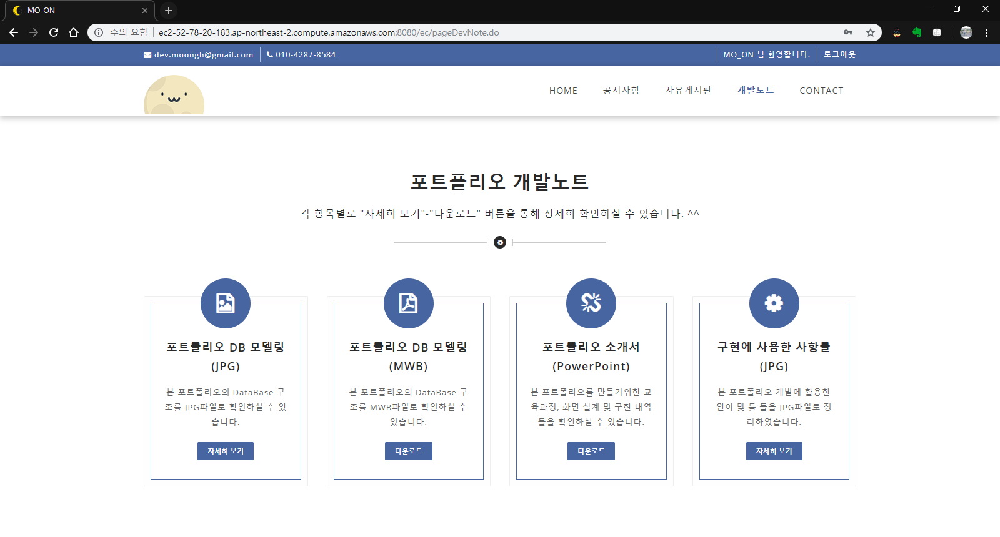 MO_ON
주의 요함
ec2-52-78-20-183.ap-northeast-2.compute.amazonaws.com:8080/ec/pageDevNote.do
dev.moongh@gmail.com 010-4287-8584 MO_ON 님 환영합니다. 로그아웃
HOME 공지사항 자유게시판 개발노트 CONTACT
포트폴리오 개발노트
각 항목별로 "자세히 보기"-"다운로드" 버튼을 통해 상세히 확인하실 수 있습니다. ^^
포트폴리오 DB 모델링
(JPG)
본 포트폴리오의 DataBase 구
조를 JPG파일로 확인하실 수 있
습니다.
자세히 보기
포트폴리오 DB 모델링
(MWB)
본 포트폴리오의 DataBase 구
조를 MWB파일로 확인하실 수
있습니다.
다운로드
포트폴리오 소개서
(PowerPoint)
본 포트폴리오를 만들기위한 교
육과정, 화면 설계 및 구현 내역
들을 확인하실 수 있습니다.
다운로드
구현에 사용한 사항들
(JPG)
본 포트폴리오 개발에 활용한
언어 및 툴 들을 JPG파일로 정
리하였습니다.
자세히 보기